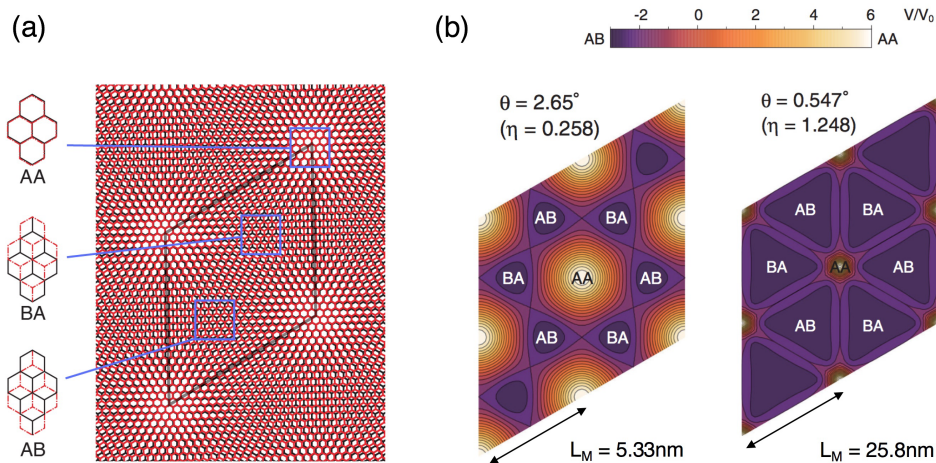 (a)
AA
BA
AB
(b)
-2 0 2 4 6 V/V₀
AB AA
θ = 2.65°
(η = 0.258)
AB BA
BA AA AB
AB BA
L_M = 5.33nm
θ = 0.547°
(η = 1.248)
AB BA
BA AA AB
AB BA
L_M = 25.8nm